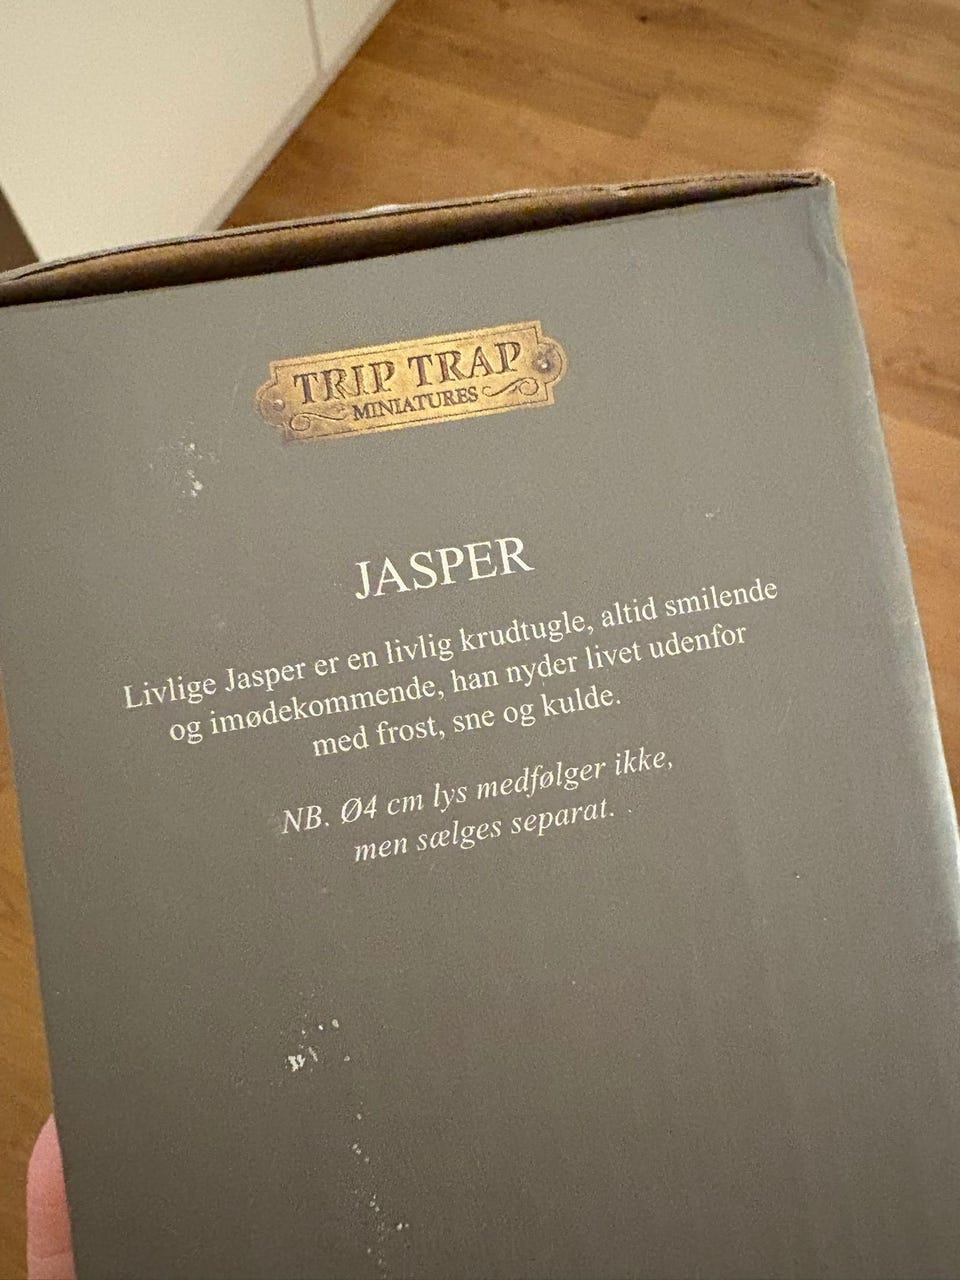 TRIP TRAP
MINIATURES
JASPER
Livlige Jasper er en livlig krudtugle, altid smilende
og imødekommende, han nyder livet udenfor
med frost, sne og kulde.
NB. Ø4 cm lys medfølger ikke,
men sælges separat.